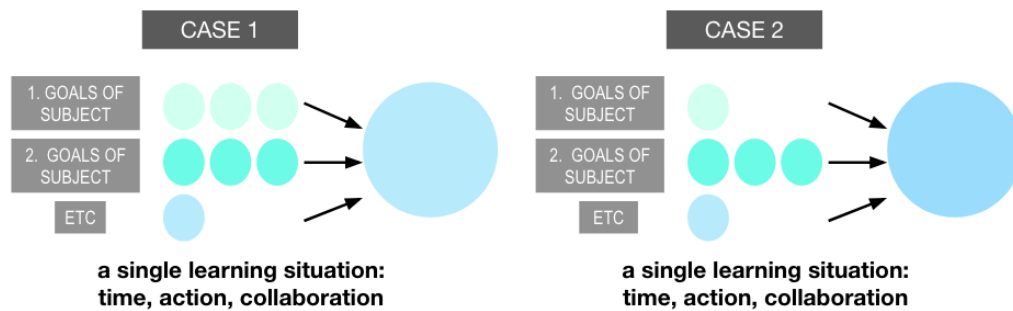 CASE 1
1. GOALS OF
SUBJECT
2. GOALS OF
SUBJECT
ETC
a single learning situation:
time, action, collaboration
CASE 2
1. GOALS OF
SUBJECT
2. GOALS OF
SUBJECT
ETC
a single learning situation:
time, action, collaboration